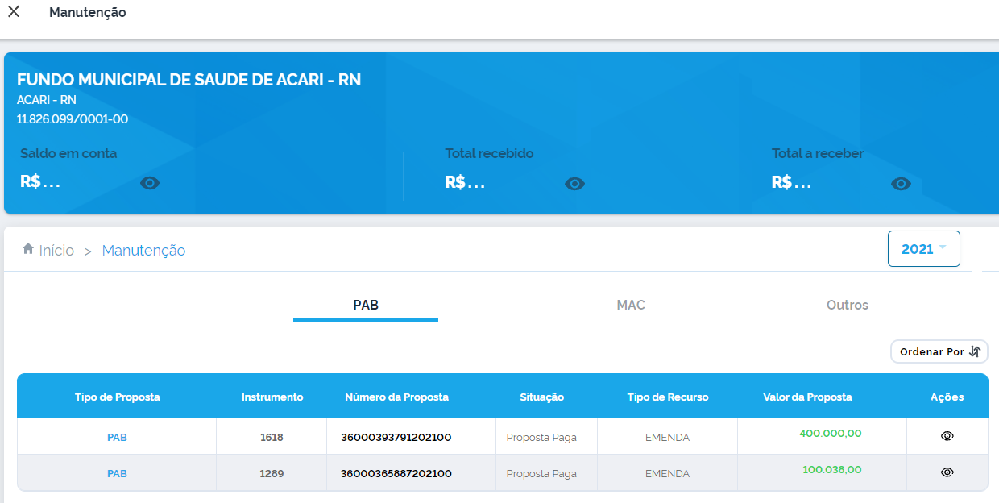 Manutenção
FUNDO MUNICIPAL DE SAUDE DE ACARI - RN
ACARI - RN
11.826.099/0001-00
Saldo em conta Total recebido Total a receber
R$... R$... R$...
Início > Manutenção 2021
PAB MAC Outros
Ordenar Por
Tipo de Proposta Instrumento Número da Proposta Situação Tipo de Recurso Valor da Proposta Ações
PAB 1618 36000393791202100 Proposta Paga EMENDA 400.000,00
PAB 1289 36000365887202100 Proposta Paga EMENDA 100.038,00